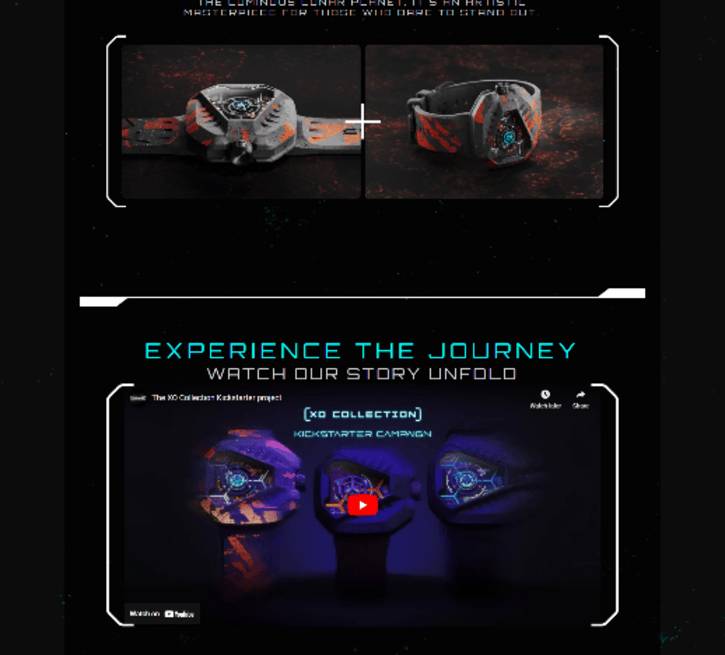 THE LUMINOUS LUNAR PLANET, IT'S AN ARTISTIC
MASTERPIECE FOR THOSE WHO DARE TO STAND OUT.
EXPERIENCE THE JOURNEY
WATCH OUR STORY UNFOLD
The XO Collection Kickstarter project
Watch later
Share
[XO COLLECTION]
KICKSTARTER CAMPAIGN
Watch on YouTube